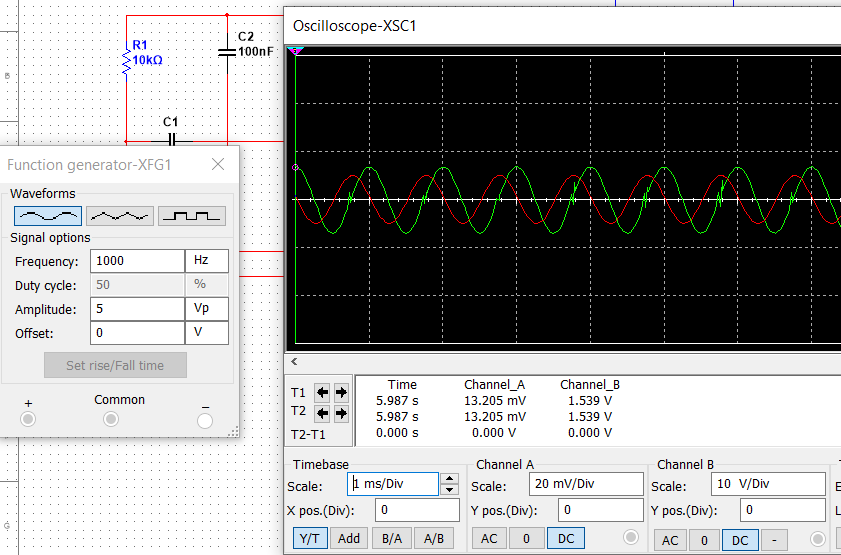 Oscilloscope-XSC1
R1
10kΩ
C2
100nF
C1
Function generator-XFG1
Waveforms
Signal options
Frequency: 1000 Hz
Duty cycle: 50 %
Amplitude: 5 Vp
Offset: 0 V
Set rise/Fall time
+ Common –
Time Channel_A Channel_B
T1 5.987 s 13.205 mV 1.539 V
T2 5.987 s 13.205 mV 1.539 V
T2-T1 0.000 s 0.000 V 0.000 V
Timebase
Scale: 1 ms/Div
X pos.(Div): 0
Y/T Add B/A A/B
Channel A
Scale: 20 mV/Div
Y pos.(Div): 0
AC 0 DC
Channel B
Scale: 10 V/Div
Y pos.(Div): 0
AC 0 DC -